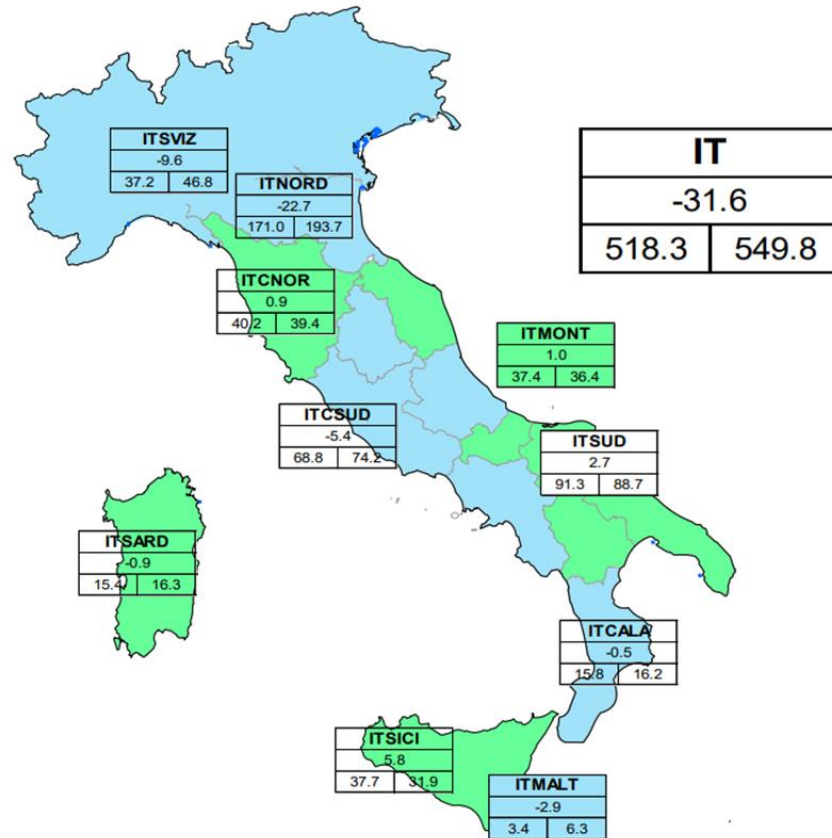 ITSVIZ
-9.6
37.2 46.8
IT
-31.6
518.3 549.8
ITNORD
-22.7
171.0 193.7
ITCNOR
0.9
40.2 39.4
ITMONT
1.0
37.4 36.4
ITCSUD
-5.4
68.8 74.2
ITSUD
2.7
91.3 88.7
ITSARD
-0.9
15.4 16.3
ITCALA
-0.5
15.8 16.2
ITSICI
5.8
37.7 31.9
ITMALT
-2.9
3.4 6.3